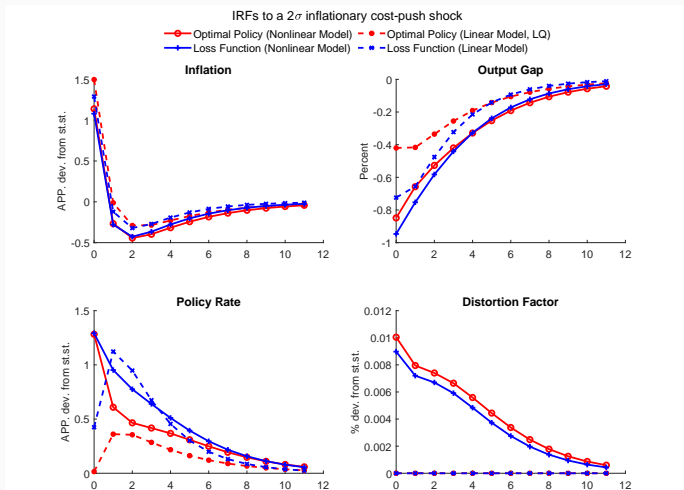 IRFs to a 2σ inflationary cost-push shock
Optimal Policy (Nonlinear Model)
Optimal Policy (Linear Model, LQ)
Loss Function (Nonlinear Model)
Loss Function (Linear Model)
Inflation
APP. dev. from st.st.
1.5
1
0.5
0
-0.5
0 2 4 6 8 10 12
Output Gap
Percent
0
-0.2
-0.4
-0.6
-0.8
-1
0 2 4 6 8 10 12
Policy Rate
APP. dev. from st.st.
1.5
1
0.5
0
0 2 4 6 8 10 12
Distortion Factor
% dev. from st.st.
0.012
0.01
0.008
0.006
0.004
0.002
0
0 2 4 6 8 10 12